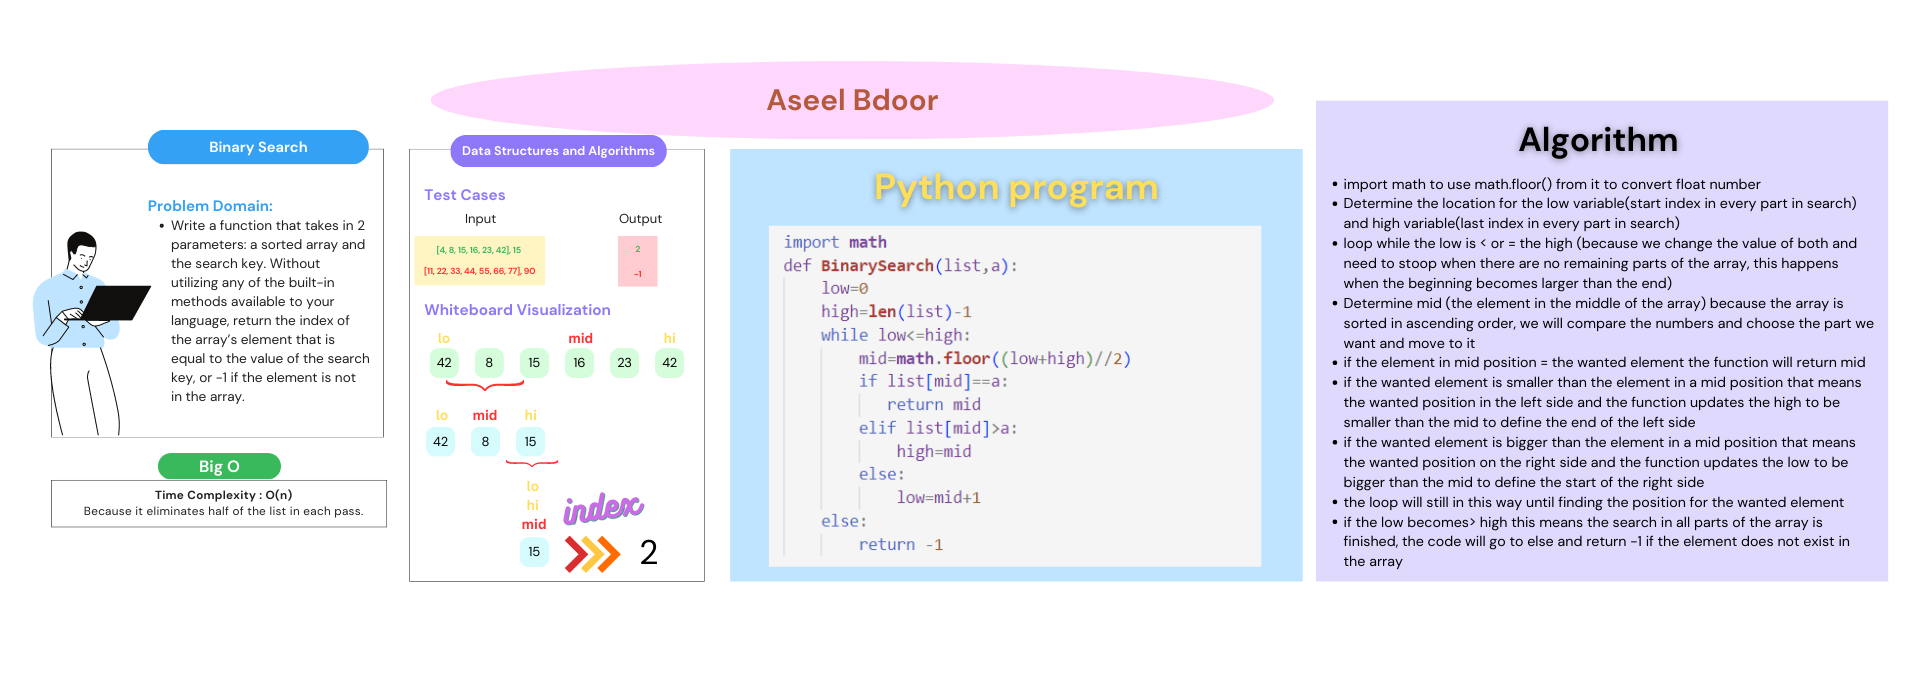 Aseel Bdoor
Binary Search
Problem Domain:
• Write a function that takes in 2
parameters: a sorted array and
the search key. Without
utilizing any of the built-in
methods available to your
language, return the index of
the array's element that is
equal to the value of the search
key, or -1 if the element is not
in the array.
Big O
Time Complexity : O(n)
Because it eliminates half of the list in each pass.
Data Structures and Algorithms
Test Cases
Input Output
[4, 8, 15, 16, 23, 42], 15 2
[11, 22, 33, 44, 55, 66, 77], 90 -1
Whiteboard Visualization
lo mid hi
42 8 15 16 23 42
lo mid hi
42 8 15
lo
hi
mid
15
index
2
Python program
import math
def BinarySearch(list,a):
    low=0
    high=len(list)-1
    while low<=high:
        mid=math.floor((low+high)//2)
        if list[mid]==a:
           return mid
        elif list[mid]>a:
            high=mid
        else:
            low=mid+1
    else:
        return -1
Algorithm
• import math to use math.floor() from it to convert float number
• Determine the location for the low variable(start index in every part in search)
and high variable(last index in every part in search)
• loop while the low is < or = the high (because we change the value of both and
need to stoop when there are no remaining parts of the array, this happens
when the beginning becomes larger than the end)
• Determine mid (the element in the middle of the array) because the array is
sorted in ascending order, we will compare the numbers and choose the part we
want and move to it
• if the element in mid position = the wanted element the function will return mid
• if the wanted element is smaller than the element in a mid position that means
the wanted position in the left side and the function updates the high to be
smaller than the mid to define the end of the left side
• if the wanted element is bigger than the element in a mid position that means
the wanted position on the right side and the function updates the low to be
bigger than the mid to define the start of the right side
• the loop will still in this way until finding the position for the wanted element
• if the low becomes> high this means the search in all parts of the array is
finished, the code will go to else and return -1 if the element does not exist in
the array